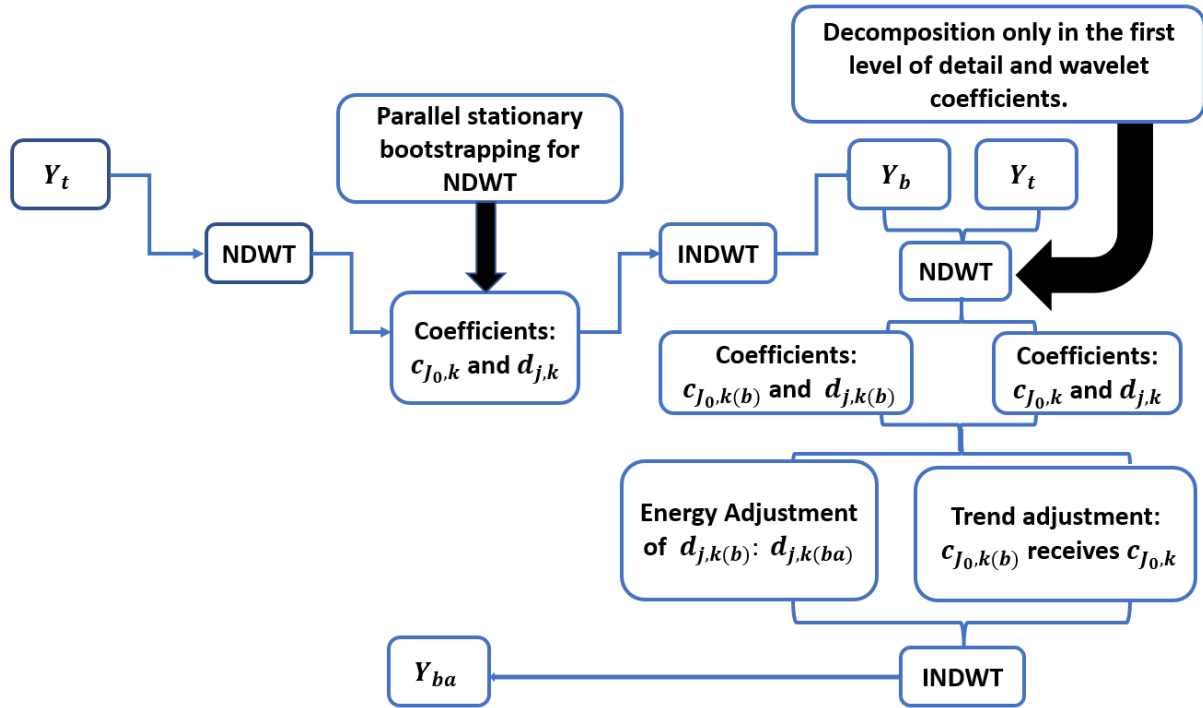 Decomposition only in the first
level of detail and wavelet
coefficients.
Parallel stationary
bootstrapping for
NDWT
Y_t
NDWT
Coefficients:
c_{J_0,k} and d_{j,k}
INDWT
Y_b
Y_t
NDWT
Coefficients:
c_{J_0,k(b)} and d_{j,k(b)}
Coefficients:
c_{J_0,k} and d_{j,k}
Energy Adjustment
of d_{j,k(b)}: d_{j,k(ba)}
Trend adjustment:
c_{J_0,k(b)} receives c_{J_0,k}
INDWT
Y_{ba}